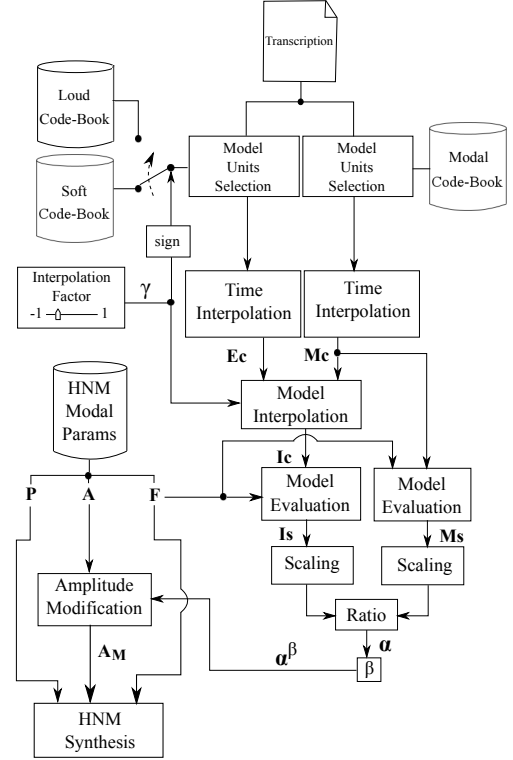 Transcription
Loud
Code-Book
Soft
Code-Book
Model
Units
Selection
Model
Units
Selection
Modal
Code-Book
sign
Interpolation
Factor
-1 1
γ
Time
Interpolation
Time
Interpolation
Ec
Mc
HNM
Modal
Params
Model
Interpolation
P A F
Ic
Model
Evaluation
Model
Evaluation
Is
Ms
Scaling
Scaling
Amplitude
Modification
Ratio
α
β
α^β
A_M
HNM
Synthesis